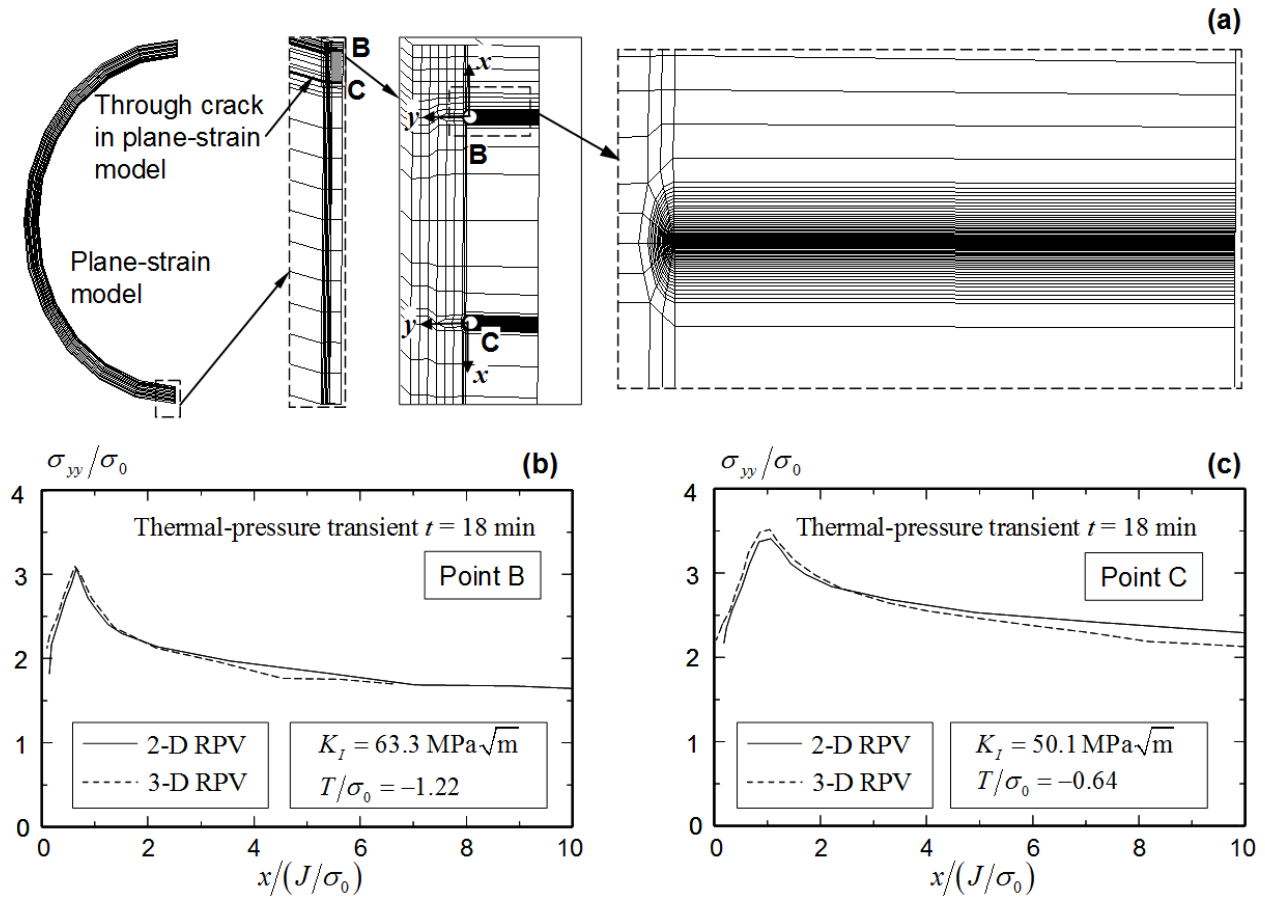 (a)
B
C
Through crack
in plane-strain
model
Plane-strain
model
x
y
B
y
C
x
σyy/σ0
(b)
4
3
2
1
0
Thermal-pressure transient t = 18 min
Point B
2-D RPV
3-D RPV
KI = 63.3 MPa√m
T/σ0 = −1.22
0 2 4 6 8 10
x/(J/σ0)
σyy/σ0
(c)
4
3
2
1
0
Thermal-pressure transient t = 18 min
Point C
2-D RPV
3-D RPV
KI = 50.1 MPa√m
T/σ0 = −0.64
0 2 4 6 8 10
x/(J/σ0)